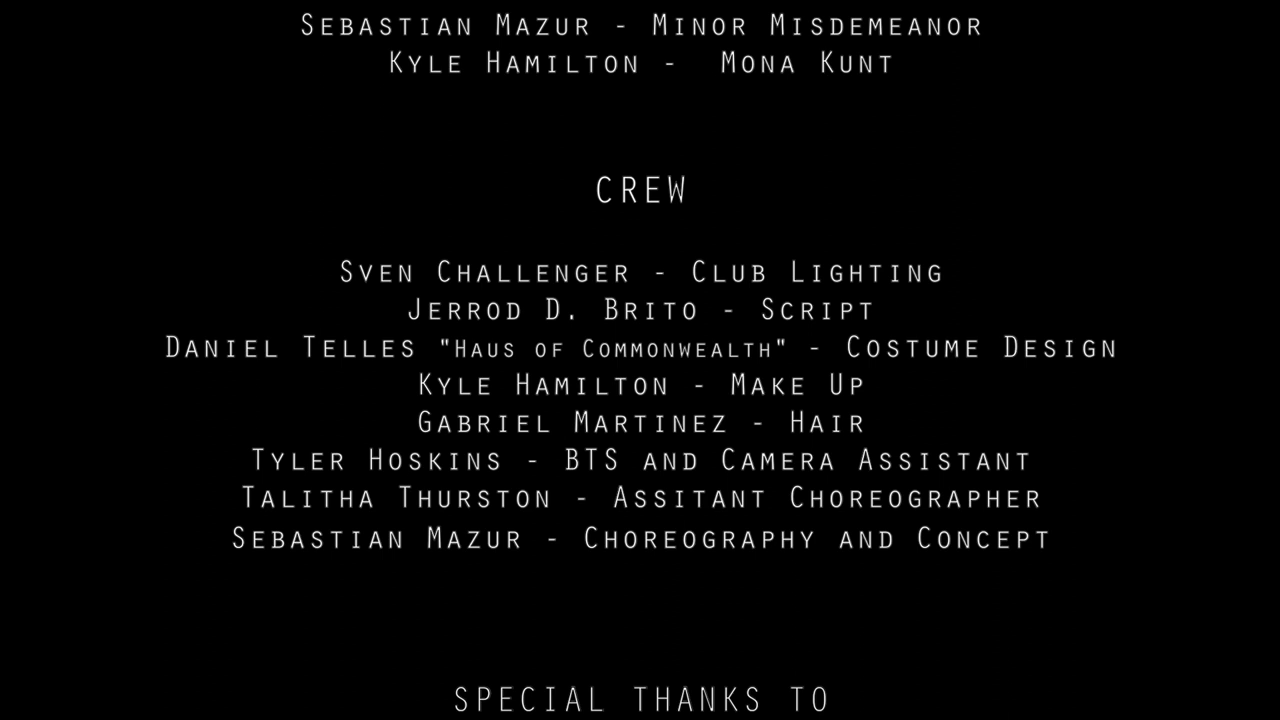 Sebastian Mazur - Minor Misdemeanor
Kyle Hamilton - Mona Kunt
CREW
Sven Challenger - Club Lighting
Jerrod D. Brito - Script
Daniel Telles "Haus of Commonwealth" - Costume Design
Kyle Hamilton - Make Up
Gabriel Martinez - Hair
Tyler Hoskins - BTS and Camera Assistant
Talitha Thurston - Assitant Choreographer
Sebastian Mazur - Choreography and Concept
SPECIAL THANKS TO